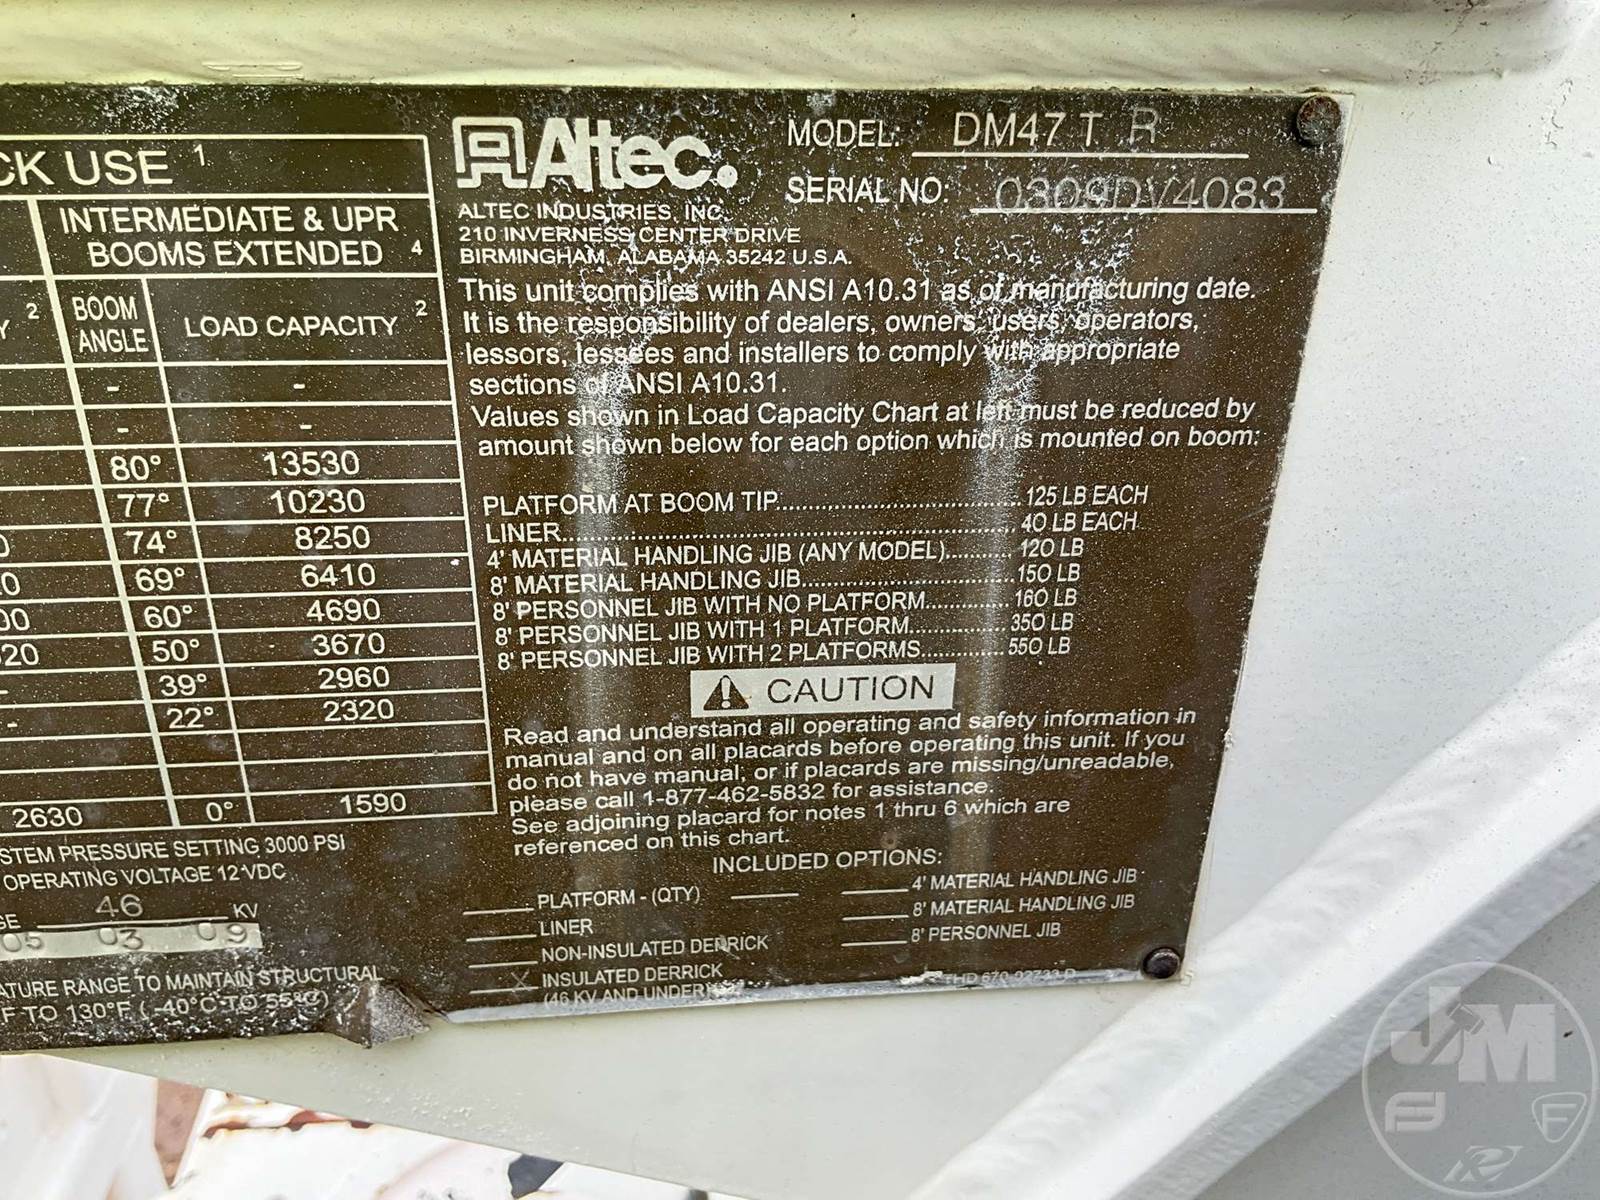 CK USE 1
INTERMEDIATE & UPR
BOOMS EXTENDED 4
2
BOOM
ANGLE
LOAD CAPACITY 2
- -
- -
80° 13530
77° 10230
74° 8250
69° 6410
60° 4690
50° 3670
- 39° 2960
- 22° 2320
2630 0° 1590
STEM PRESSURE SETTING 3000 PSI
OPERATING VOLTAGE 12 VDC
GE 46 KV
05 03 09
ATURE RANGE TO MAINTAIN STRUCTURAL
F TO 130°F (-40°C TO 55°C)
Altec.
ALTEC INDUSTRIES, INC.
210 INVERNESS CENTER DRIVE
BIRMINGHAM, ALABAMA 35242 U.S.A.
MODEL: DM47 T R
SERIAL NO: 0309DV4083
This unit complies with ANSI A10.31 as of manufacturing date.
It is the responsibility of dealers, owners, users, operators,
lessors, lessees and installers to comply with appropriate
sections of ANSI A10.31.
Values shown in Load Capacity Chart at left must be reduced by
amount shown below for each option which is mounted on boom:
PLATFORM AT BOOM TIP 125 LB EACH
LINER 40 LB EACH
4' MATERIAL HANDLING JIB (ANY MODEL) 120 LB
8' MATERIAL HANDLING JIB 150 LB
8' PERSONNEL JIB WITH NO PLATFORM 160 LB
8' PERSONNEL JIB WITH 1 PLATFORM 350 LB
8' PERSONNEL JIB WITH 2 PLATFORMS 550 LB
CAUTION
Read and understand all operating and safety information in
manual and on all placards before operating this unit. If you
do not have manual, or if placards are missing/unreadable,
please call 1-877-462-5832 for assistance.
See adjoining placard for notes 1 thru 6 which are
referenced on this chart.
INCLUDED OPTIONS:
PLATFORM - (QTY)
LINER
NON-INSULATED DERRICK
X INSULATED DERRICK
(46 KV AND UNDER)
4' MATERIAL HANDLING JIB
8' MATERIAL HANDLING JIB
8' PERSONNEL JIB
JM